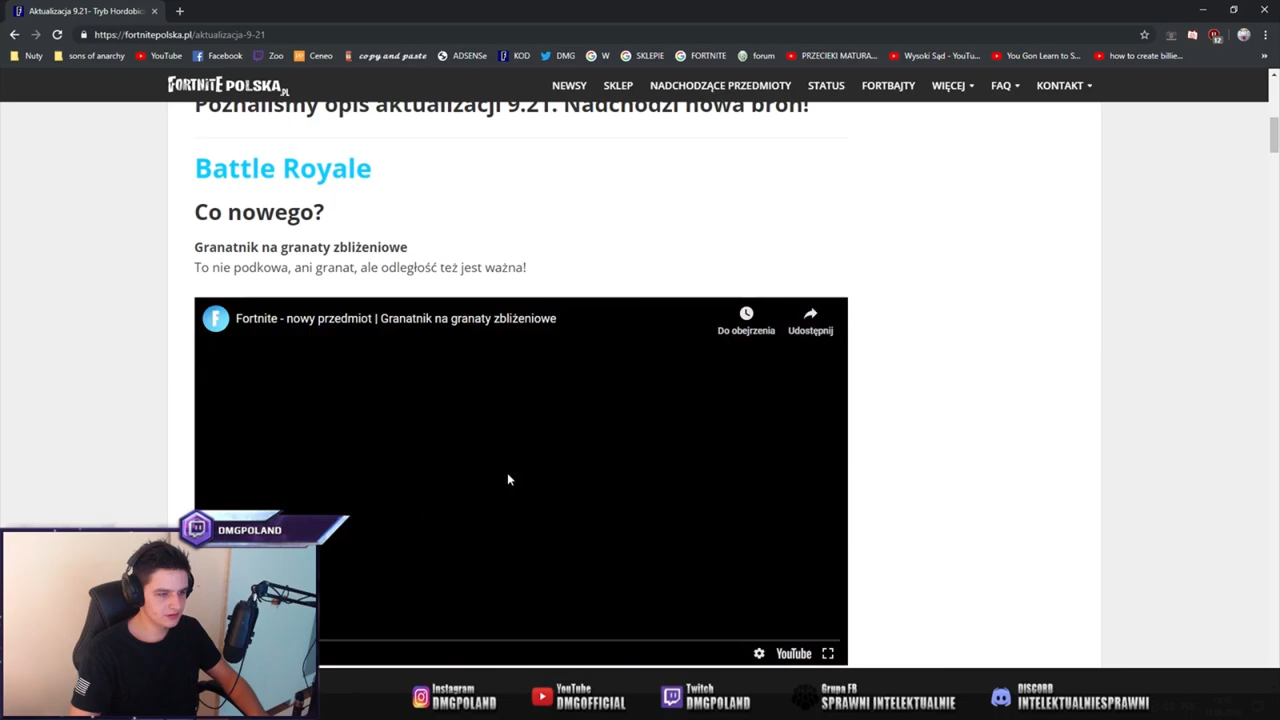 Aktualizacja 9.21- Tryb Hordobic
https://fortnitepolska.pl/aktualizacja-9-21
Nuty sons of anarchy YouTube Facebook Zoo Ceneo copy and paste ADSENSe KOD DMG W SKLEPIE FORTNITE forum PRZECIEKI MATURA... Wysoki Sąd - YouTu... You Gon Learn to S... how to create billie...
FORTNITE POLSKA.PL NEWSY SKLEP NADCHODZĄCE PRZEDMIOTY STATUS FORTBAJTY WIĘCEJ FAQ KONTAKT
Poznaliśmy opis aktualizacji 9.21. Nadchodzi nowa broń!
Battle Royale
Co nowego?
Granatnik na granaty zbliżeniowe
To nie podkowa, ani granat, ale odległość też jest ważna!
Fortnite - nowy przedmiot | Granatnik na granaty zbliżeniowe
Do obejrzenia
Udostępnij
DMGPOLAND
YouTube
Instagram
DMGPOLAND
YouTube
DMGOFFICIAL
Twitch
DMGPOLAND
Grupa FB
SPRAWNI INTELEKTUALNIE
DISCORD
INTELEKTUALNIESPRAWNI